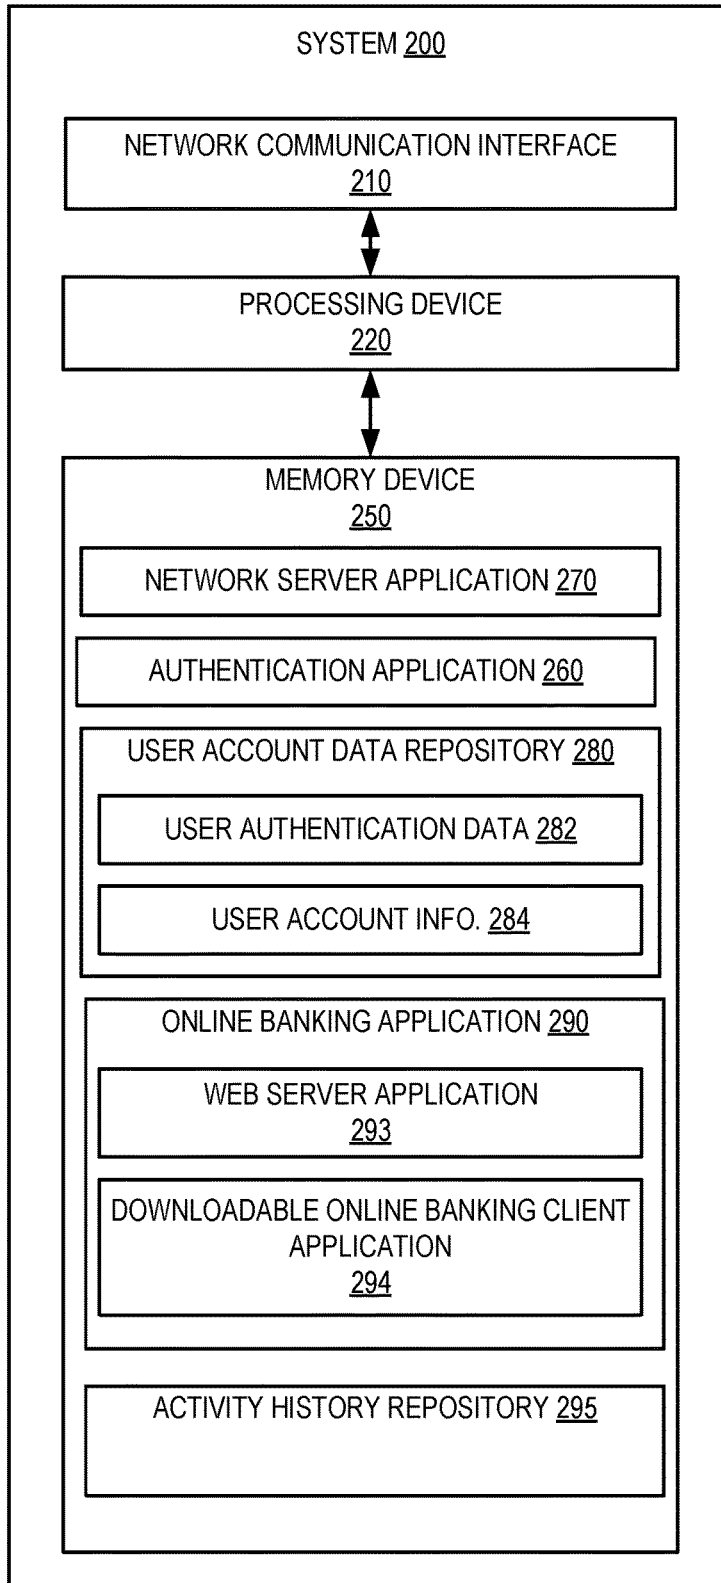 SYSTEM 200
NETWORK COMMUNICATION INTERFACE
210
PROCESSING DEVICE
220
MEMORY DEVICE
250
NETWORK SERVER APPLICATION 270
AUTHENTICATION APPLICATION 260
USER ACCOUNT DATA REPOSITORY 280
USER AUTHENTICATION DATA 282
USER ACCOUNT INFO. 284
ONLINE BANKING APPLICATION 290
WEB SERVER APPLICATION
293
DOWNLOADABLE ONLINE BANKING CLIENT
APPLICATION
294
ACTIVITY HISTORY REPOSITORY 295